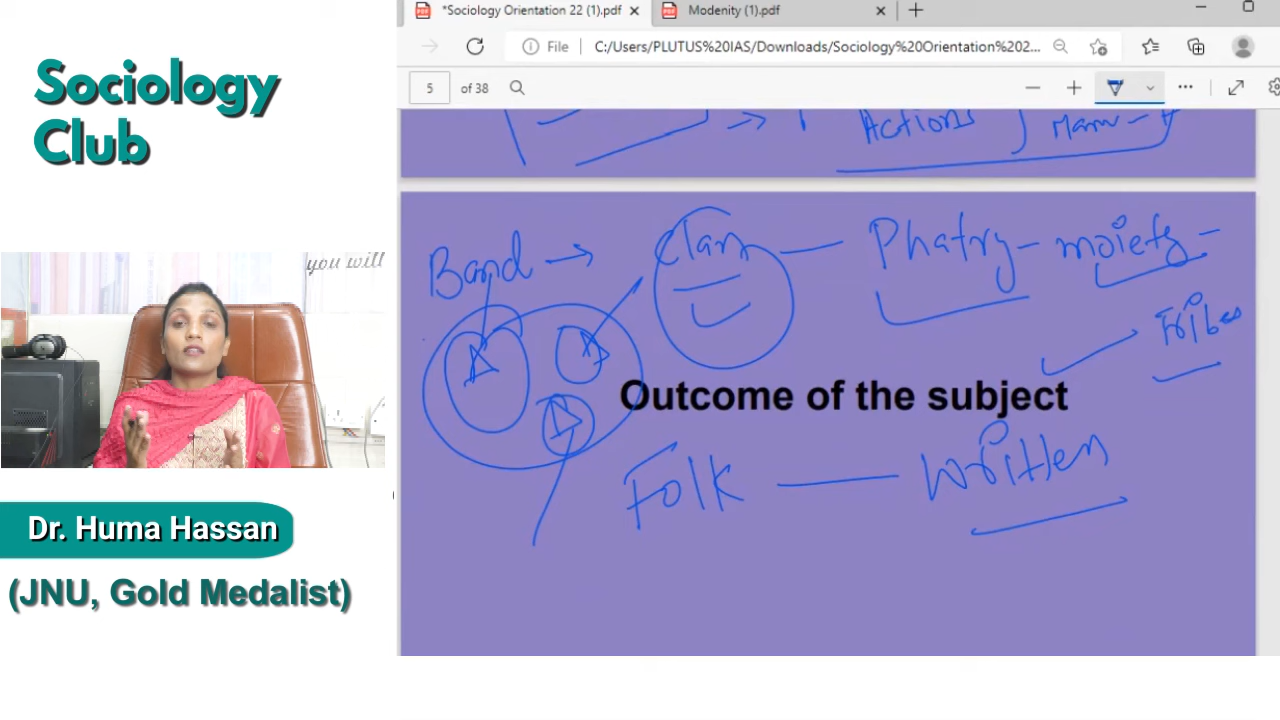 Sociology
Club
you will
Dr. Huma Hassan
(JNU, Gold Medalist)
*Sociology Orientation 22 (1).pdf
Modenity (1).pdf
File
C:/Users/PLUTUS%20IAS/Downloads/Sociology%20Orientation%202...
5
of 38
Actions
Band → Clan — Phatry – moiety –
Tribes
Outcome of the subject
Folk — Written